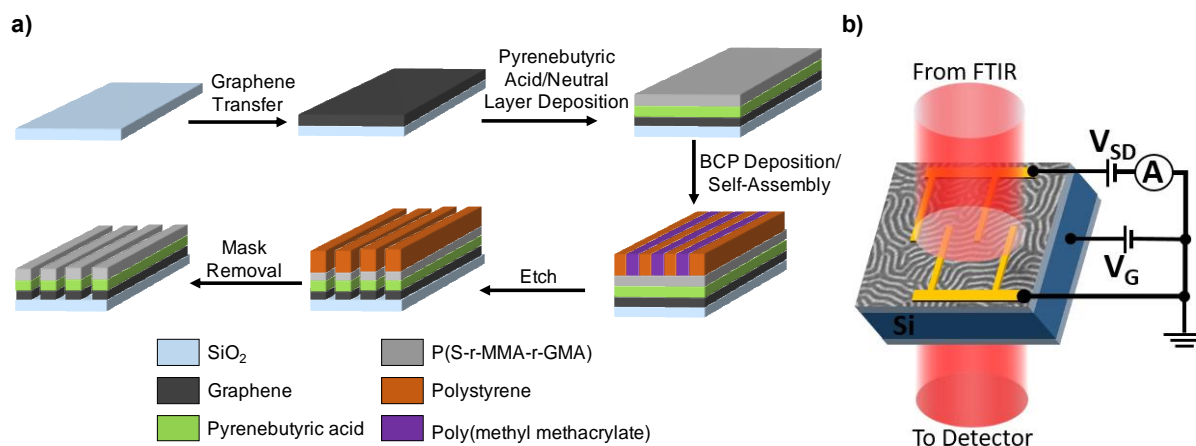 a)
Graphene
Transfer
Pyrenebutyric
Acid/Neutral
Layer Deposition
BCP Deposition/
Self-Assembly
Etch
Mask
Removal
SiO2
Graphene
Pyrenebutyric acid
P(S-r-MMA-r-GMA)
Polystyrene
Poly(methyl methacrylate)
b)
From FTIR
VSD
A
VG
Si
To Detector